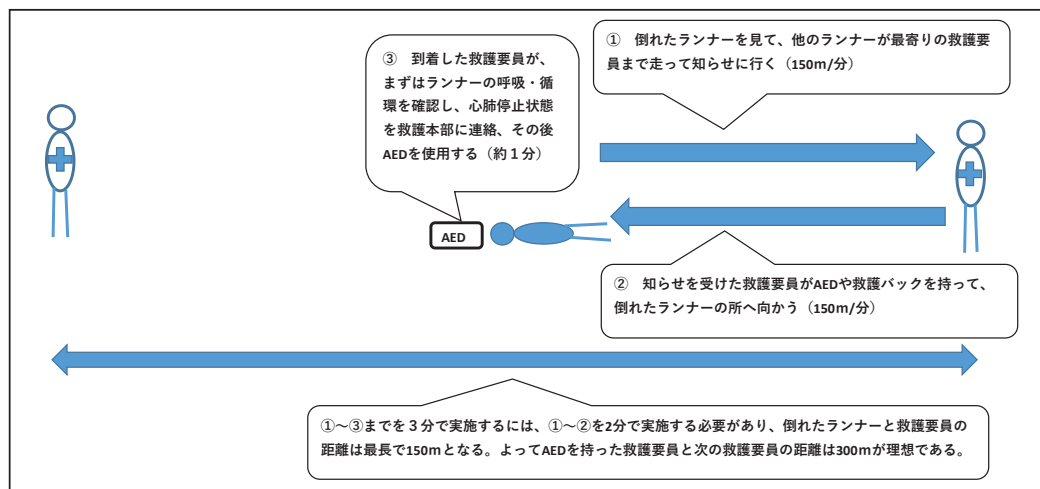 ① 倒れたランナーを見て、他のランナーが最寄りの救護要
員まで走って知らせに行く（150m/分）
③ 到着した救護要員が、
まずはランナーの呼吸・循
環を確認し、心肺停止状態
を救護本部に連絡、その後
AEDを使用する（約１分）
AED
② 知らせを受けた救護要員がAEDや救護バックを持って、
倒れたランナーの所へ向かう（150m/分）
①～③までを３分で実施するには、①～②を2分で実施する必要があり、倒れたランナーと救護要員の
距離は最長で150mとなる。よってAEDを持った救護要員と次の救護要員の距離は300mが理想である。